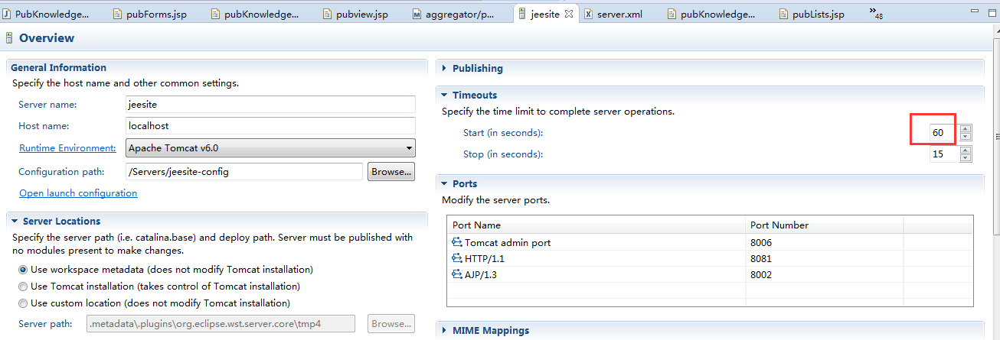 PubKnowledge...
pubForms.jsp
pubKnowledge...
pubview.jsp
aggregator/p...
jeesite
server.xml
pubKnowledge...
pubLists.jsp
»48
Overview
General Information
Specify the host name and other common settings.
Server name: jeesite
Host name: localhost
Runtime Environment: Apache Tomcat v6.0
Configuration path: /Servers/jeesite-config Browse...
Open launch configuration
Server Locations
Specify the server path (i.e. catalina.base) and deploy path. Server must be published with
no modules present to make changes.
Use workspace metadata (does not modify Tomcat installation)
Use Tomcat installation (takes control of Tomcat installation)
Use custom location (does not modify Tomcat installation)
Server path: .metadata\.plugins\org.eclipse.wst.server.core\tmp4 Browse...
Publishing
Timeouts
Specify the time limit to complete server operations.
Start (in seconds): 60
Stop (in seconds): 15
Ports
Modify the server ports.
Port Name Port Number
Tomcat admin port 8006
HTTP/1.1 8081
AJP/1.3 8002
MIME Mappings